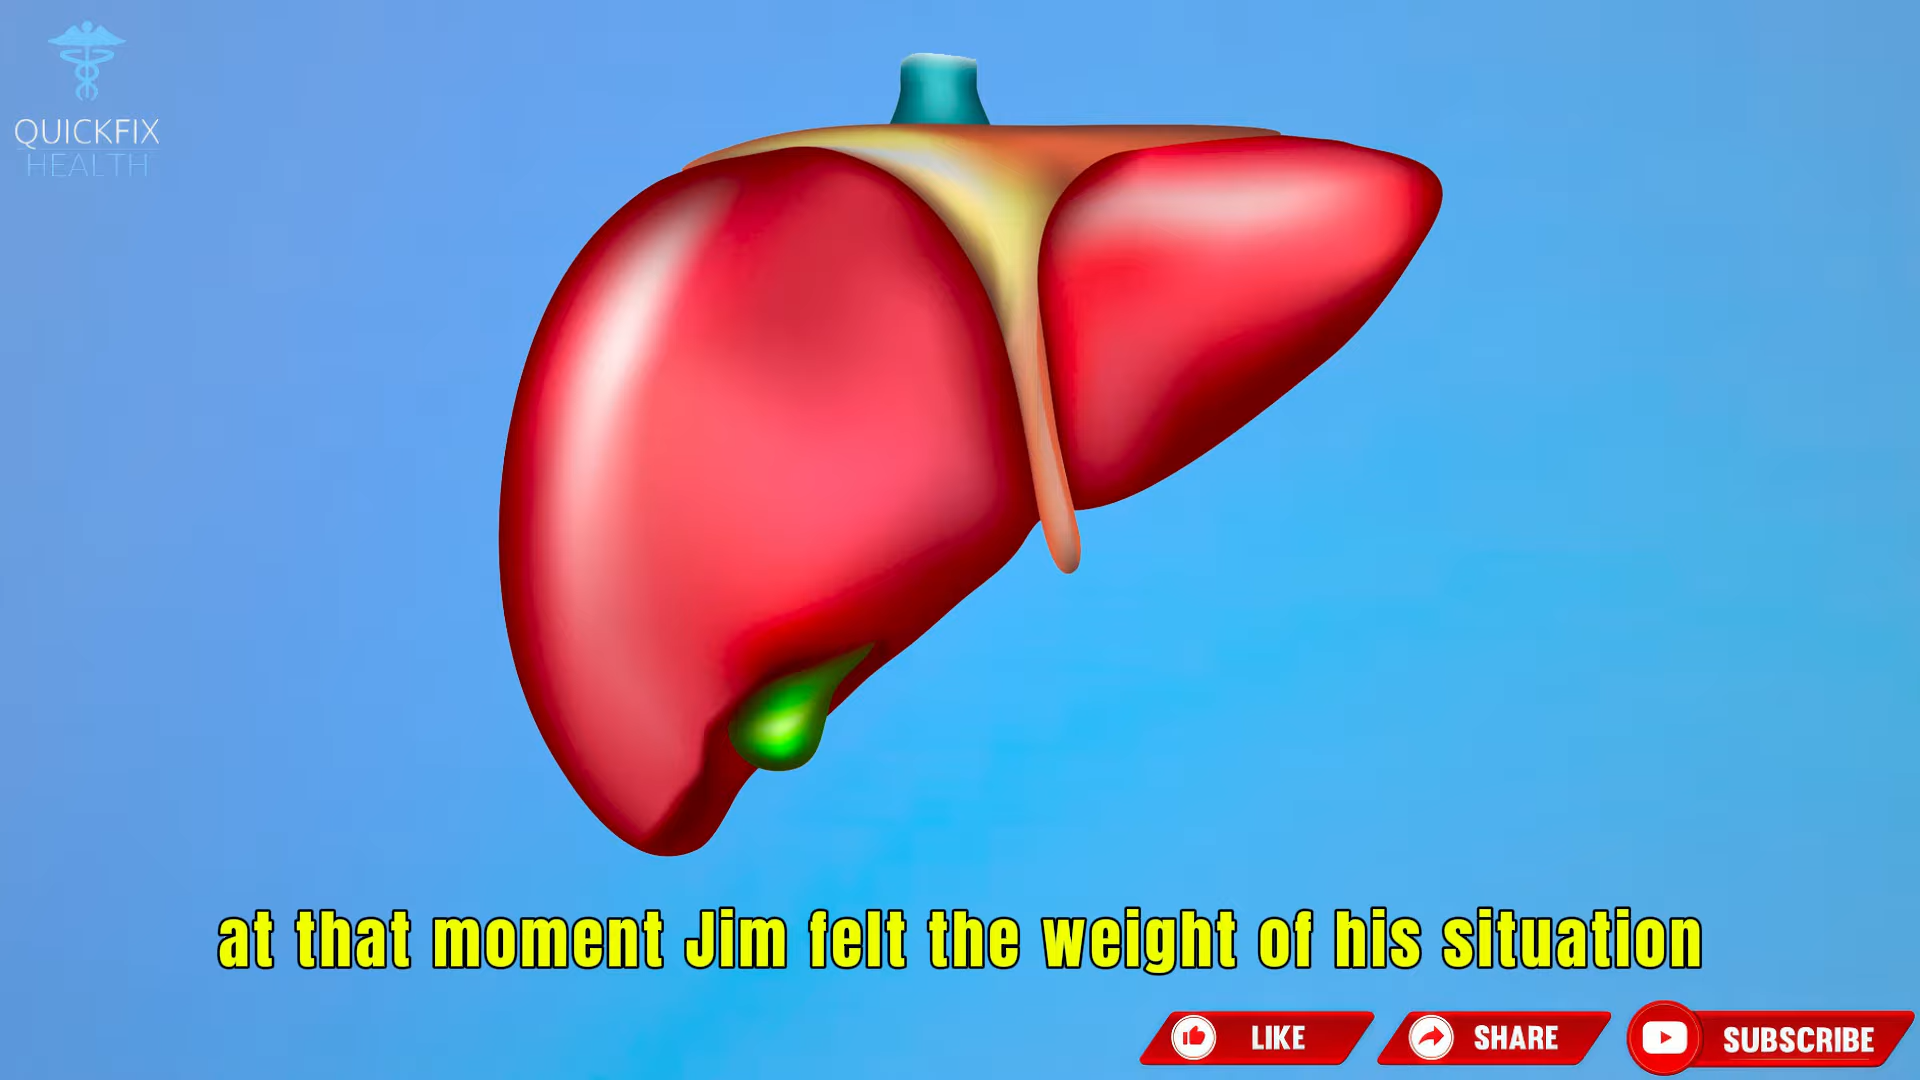 QUICKFIX
HEALTH
at that moment Jim felt the weight of his situation
LIKE
SHARE
SUBSCRIBE